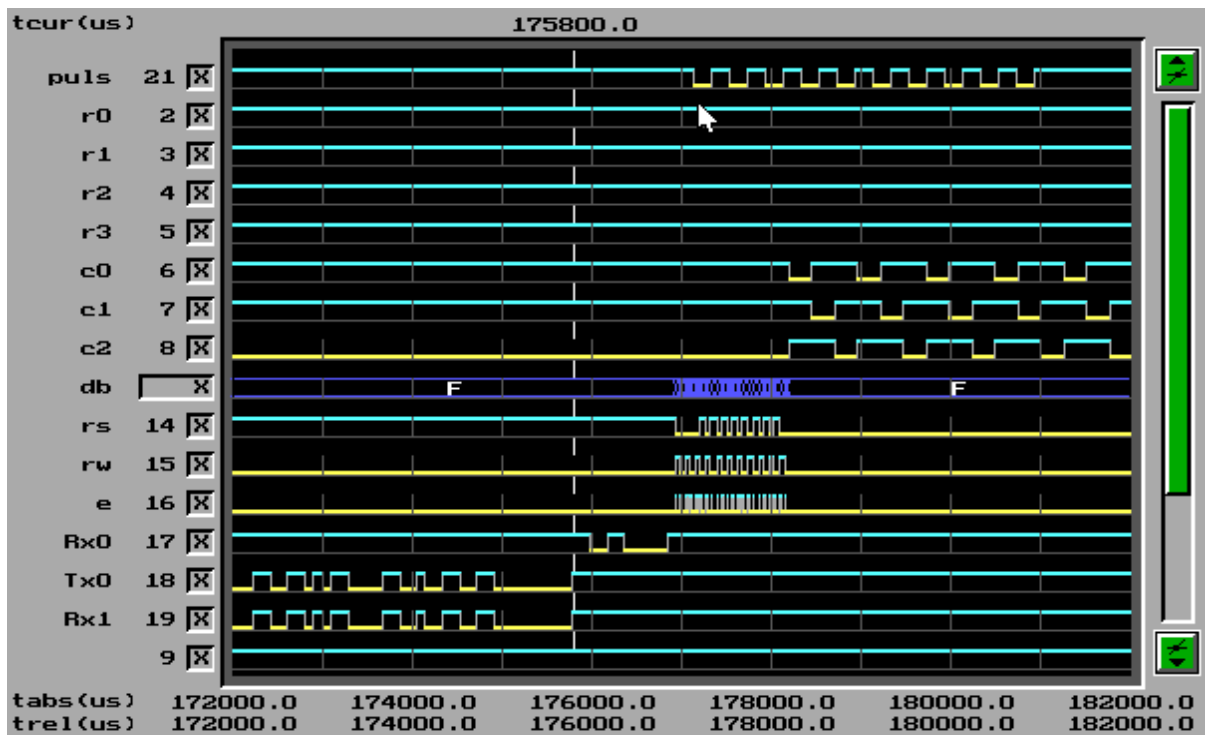 tcur(us) 175800.0
puls 21 X
r0 2 X
r1 3 X
r2 4 X
r3 5 X
c0 6 X
c1 7 X
c2 8 X
db X F F
rs 14 X
rw 15 X
e 16 X
Rx0 17 X
Tx0 18 X
Rx1 19 X
9 X
tabs(us) 172000.0 174000.0 176000.0 178000.0 180000.0 182000.0
trel(us) 172000.0 174000.0 176000.0 178000.0 180000.0 182000.0